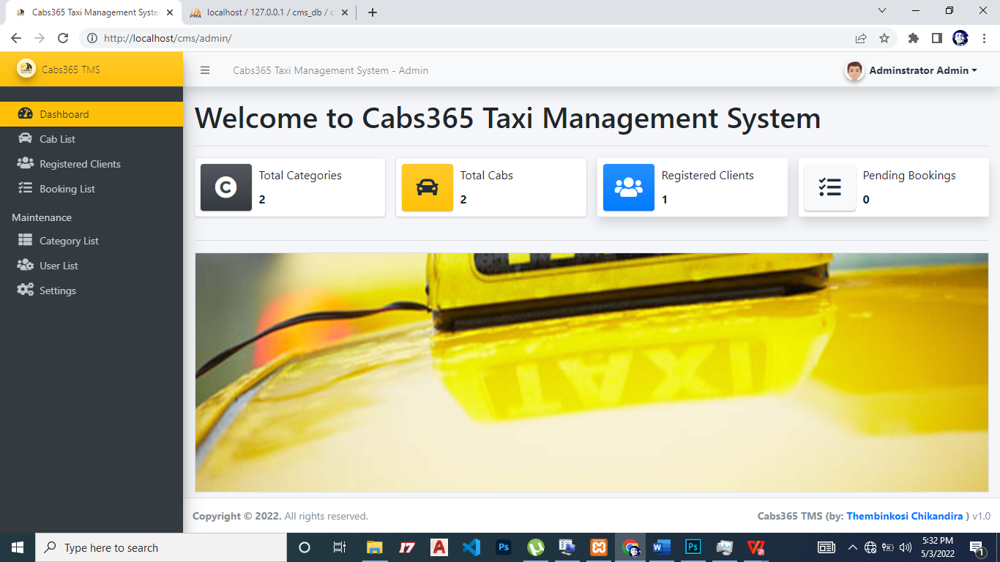 Cabs365 Taxi Management Syste
localhost / 127.0.0.1 / cms_db / c
http://localhost/cms/admin/
Cabs365 TMS
Cabs365 Taxi Management System - Admin
Adminstrator Admin
Dashboard
Cab List
Registered Clients
Booking List
Maintenance
Category List
User List
Settings
Welcome to Cabs365 Taxi Management System
Total Categories
2
Total Cabs
2
Registered Clients
1
Pending Bookings
0
TAXI
Copyright © 2022. All rights reserved.
Cabs365 TMS (by: Thembinkosi Chikandira ) v1.0
Type here to search
5:32 PM
5/3/2022
1